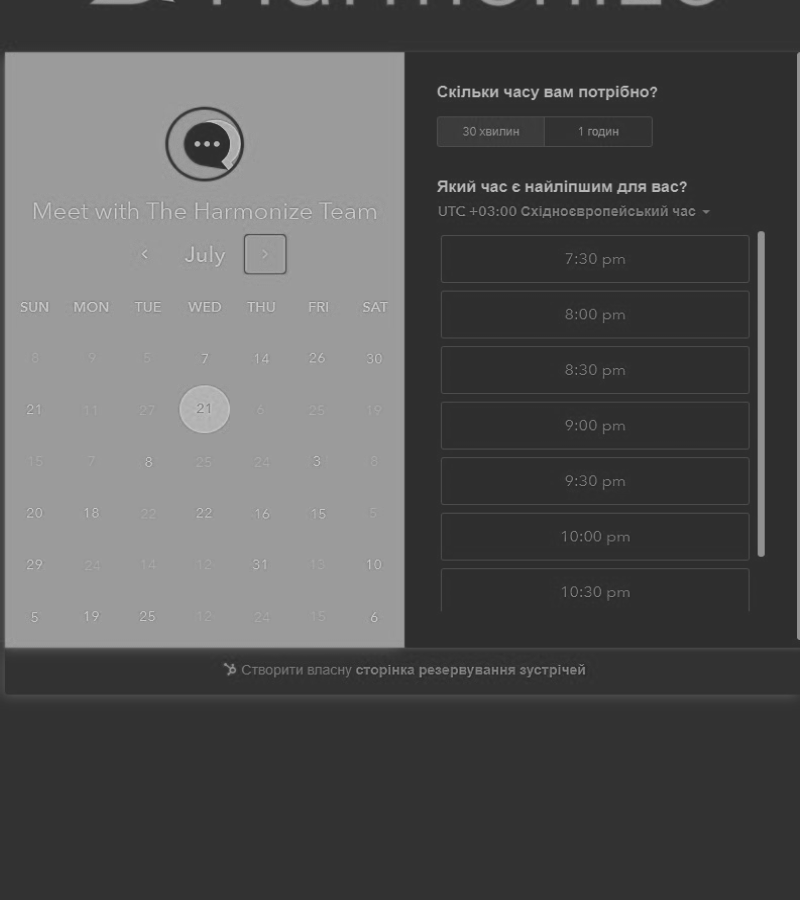 Harmonize
Meet with The Harmonize Team
July
SUN MON TUE WED THU FRI SAT
8 9 5 7 14 26 30
21 11 27 21 6 25 19
15 7 8 25 24 3 8
20 18 22 22 16 15 5
29 24 14 12 31 13 10
5 19 25 12 24 15 6
Скільки часу вам потрібно?
30 хвилин 1 годин
Який час є найліпшим для вас?
UTC +03:00 Східноєвропейський час
7:30 pm
8:00 pm
8:30 pm
9:00 pm
9:30 pm
10:00 pm
10:30 pm
Створити власну сторінка резервування зустрічей